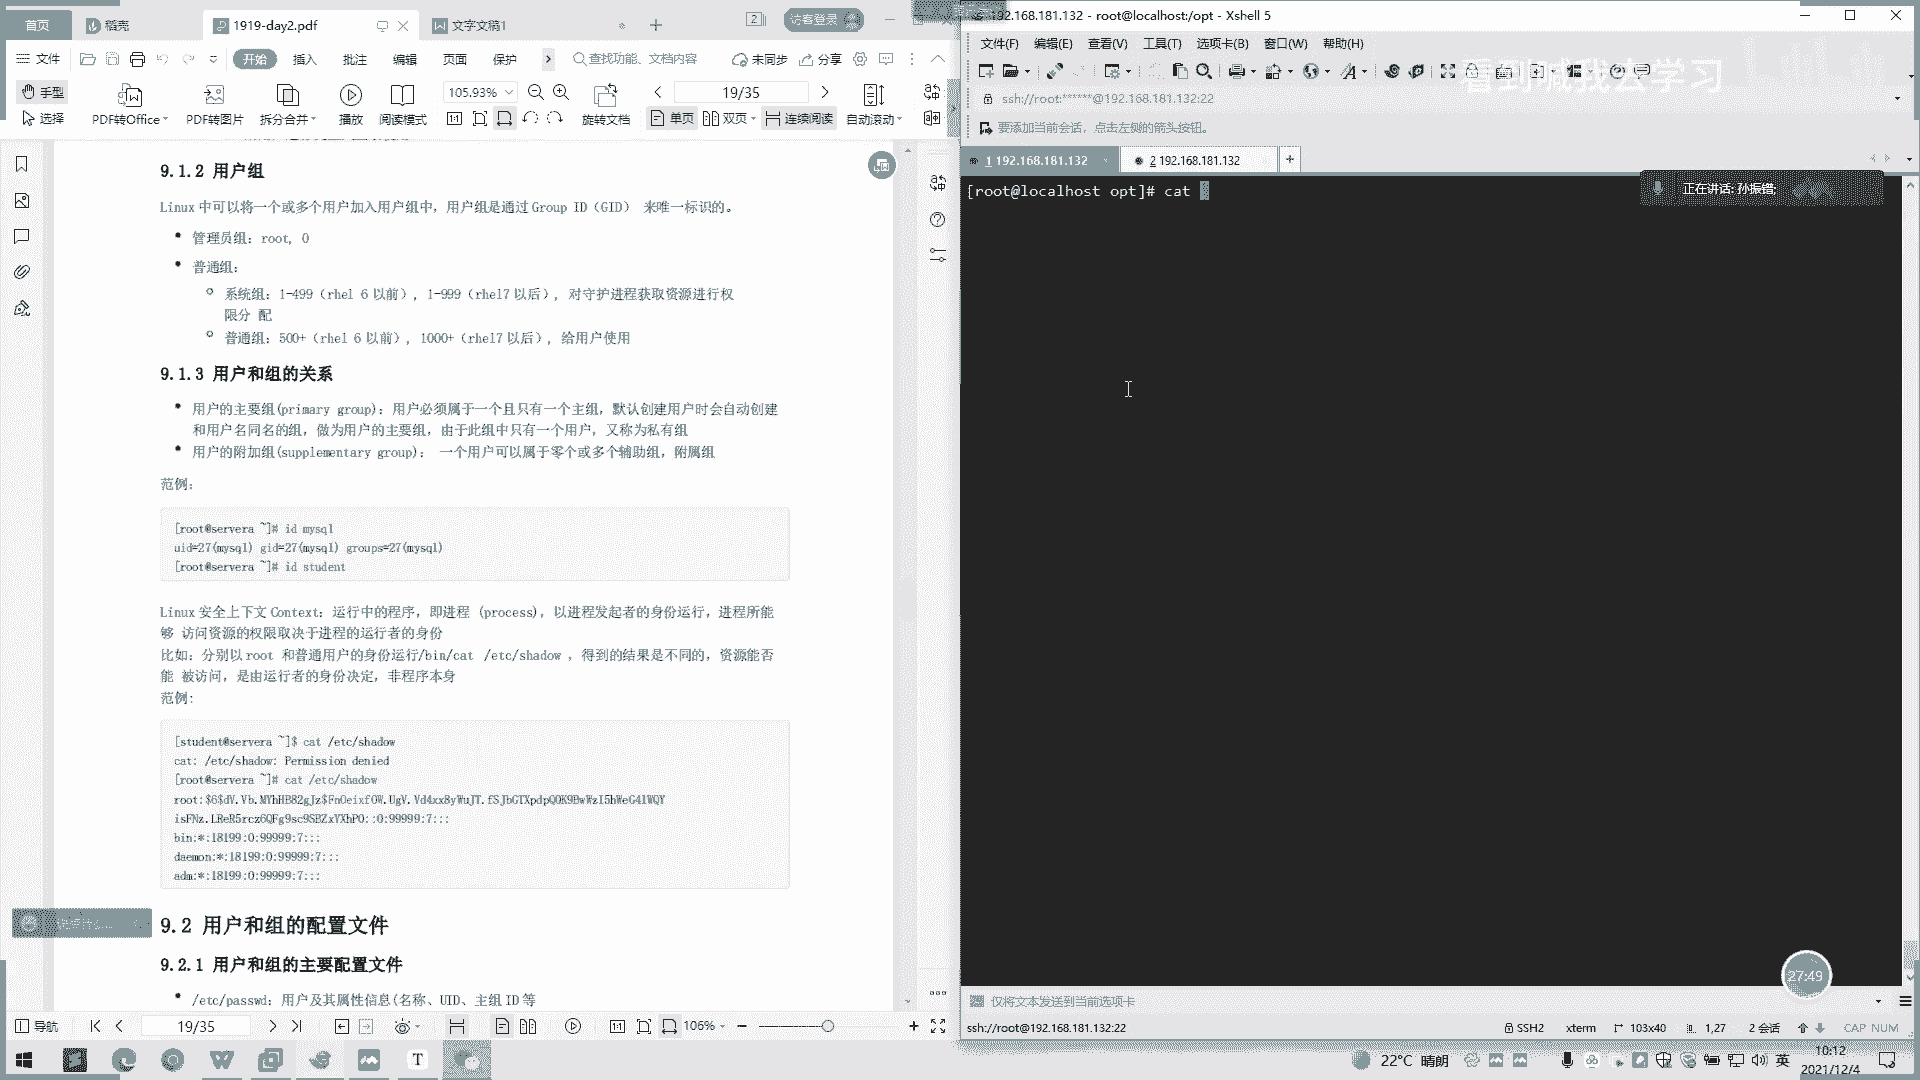 首页
稻壳
1919-day2.pdf
文字文稿1
2
访客登录
文件
开始
插入
批注
编辑
页面
保护
查找功能、文档内容
未同步
分享
手型
选择
PDF转Office
PDF转图片
拆分合并
播放
阅读模式
105.93%
旋转文档
19/35
单页
双页
连续阅读
自动滚动
9.1.2 用户组
Linux 中可以将一个或多个用户加入用户组中，用户组是通过Group ID（GID） 来唯一标识的。
管理员组：root, 0
普通组：
系统组：1-499（rhel 6 以前）, 1-999（rhel7 以后），对守护进程获取资源进行权
限分 配
普通组：500+（rhel 6 以前）, 1000+（rhel7 以后），给用户使用
9.1.3 用户和组的关系
用户的主要组(primary group)：用户必须属于一个且只有一个主组，默认创建用户时会自动创建
和用户名同名的组，做为用户的主要组，由于此组中只有一个用户，又称为私有组
用户的附加组(supplementary group)： 一个用户可以属于零个或多个辅助组，附属组
范例：
[root@servera ~]# id mysql
uid=27(mysql) gid=27(mysql) groups=27(mysql)
[root@servera ~]# id student
Linux 安全上下文 Context：运行中的程序，即进程 (process)，以进程发起者的身份运行，进程所能
够 访问资源的权限取决于进程的运行者的身份
比如：分别以 root 和普通用户的身份运行/bin/cat /etc/shadow ，得到的结果是不同的，资源能否
能 被访问，是由运行者的身份决定，非程序本身
范例:
[student@servera ~]$ cat /etc/shadow
cat: /etc/shadow: Permission denied
[root@servera ~]# cat /etc/shadow
bin:*:18199:0:99999:7:::
daemon:*:18199:0:99999:7:::
adm:*:18199:0:99999:7:::
9.2 用户和组的配置文件
9.2.1 用户和组的主要配置文件
/etc/passwd：用户及其属性信息(名称、UID、主组 ID 等
导航
19/35
106%
192.168.181.132 - root@localhost:/opt - Xshell 5
文件(F)
编辑(E)
查看(V)
工具(T)
选项卡(B)
窗口(W)
帮助(H)
看到喊我去学习
ssh://root:******@192.168.181.132:22
要添加当前会话，点击左侧的箭头按钮。
1 192.168.181.132
2 192.168.181.132
[root@localhost opt]# cat
正在讲话: 孙振锴;
27:49
仅将文本发送到当前选项卡
ssh://root@192.168.181.132:22
SSH2
xterm
103x40
1,27
2 会话
CAP NUM
22°C 晴朗
英
10:12
2021/12/4